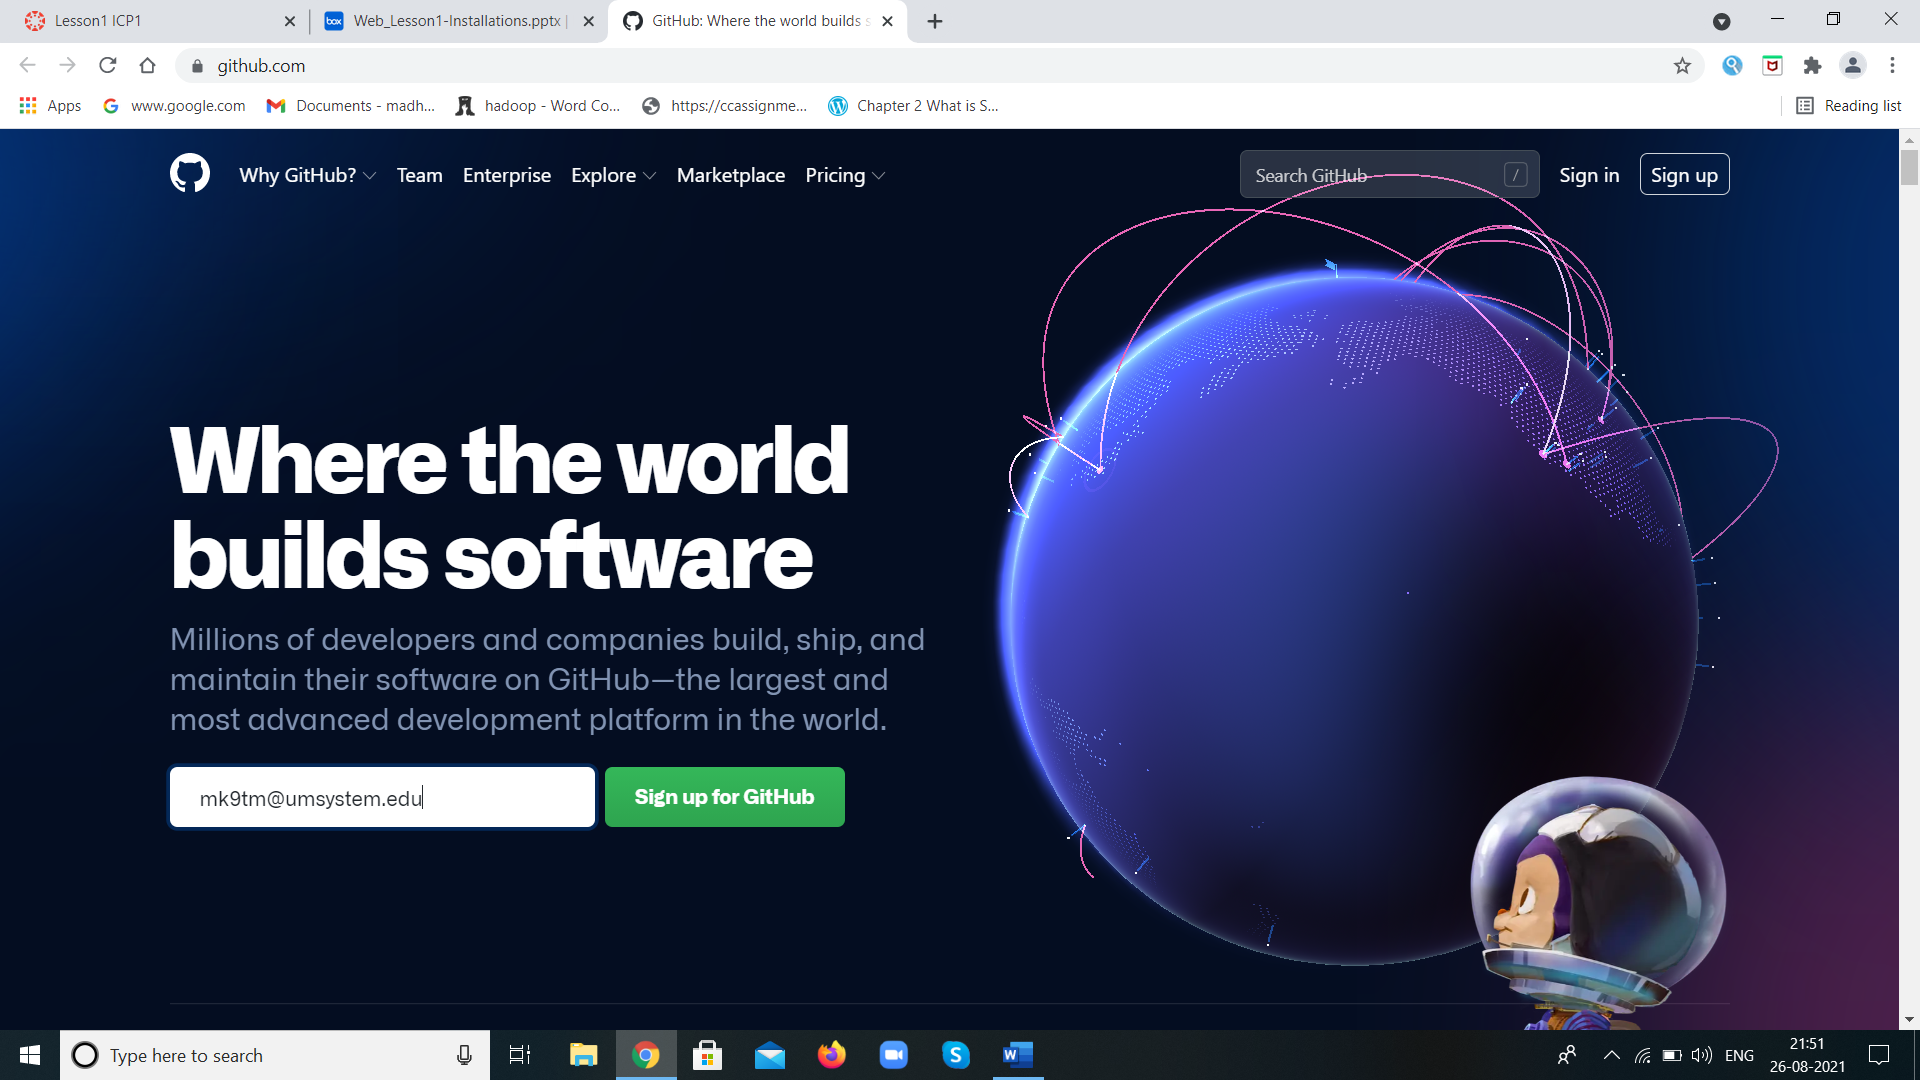 Lesson1 ICP1
Web_Lesson1-Installations.pptx |
GitHub: Where the world builds s
github.com
Apps
www.google.com
Documents - madh...
hadoop - Word Co...
https://ccassignme...
Chapter 2 What is S...
Reading list
Why GitHub?
Team
Enterprise
Explore
Marketplace
Pricing
Search GitHub
/
Sign in
Sign up
Where the world
builds software
Millions of developers and companies build, ship, and
maintain their software on GitHub—the largest and
most advanced development platform in the world.
mk9tm@umsystem.edu
Sign up for GitHub
Type here to search
ENG
21:51
26-08-2021